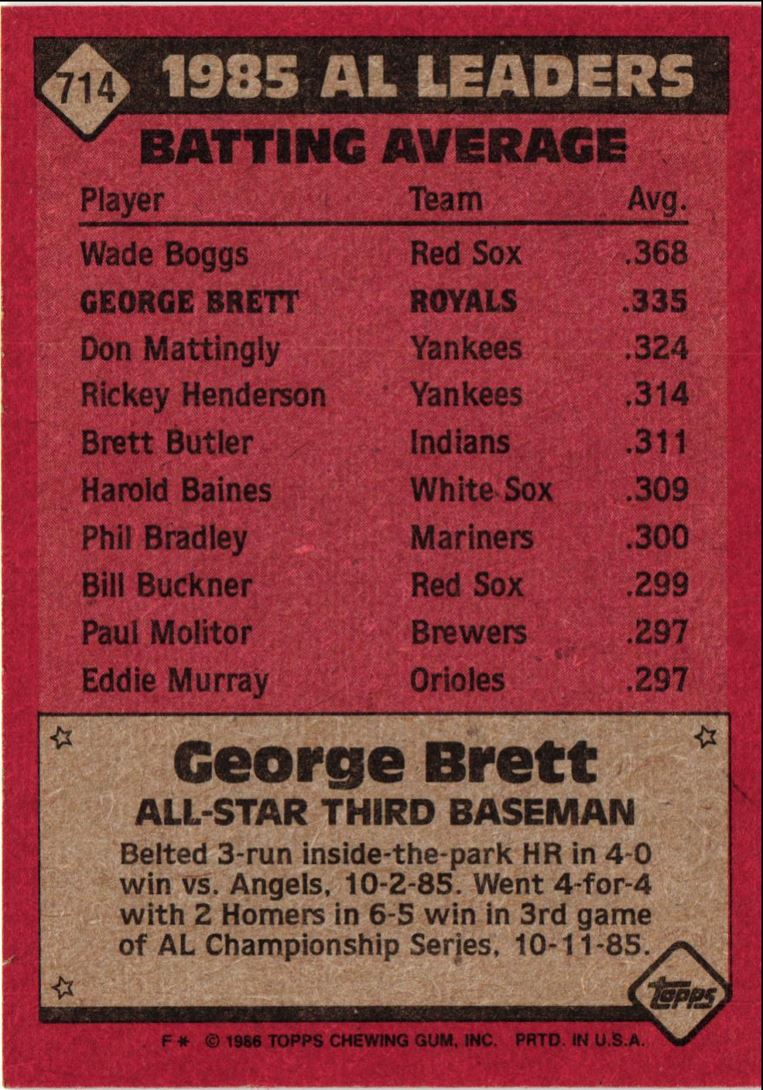 714 1985 AL LEADERS
BATTING AVERAGE
Player Team Avg.
Wade Boggs Red Sox .368
GEORGE BRETT ROYALS .335
Don Mattingly Yankees .324
Rickey Henderson Yankees .314
Brett Butler Indians .311
Harold Baines White Sox .309
Phil Bradley Mariners .300
Bill Buckner Red Sox .299
Paul Molitor Brewers .297
Eddie Murray Orioles .297
George Brett
ALL-STAR THIRD BASEMAN
Belted 3-run inside-the-park HR in 4-0
win vs. Angels, 10-2-85. Went 4-for-4
with 2 Homers in 6-5 win in 3rd game
of AL Championship Series, 10-11-85.
topps
F * © 1986 TOPPS CHEWING GUM, INC. PRTD. IN U.S.A.